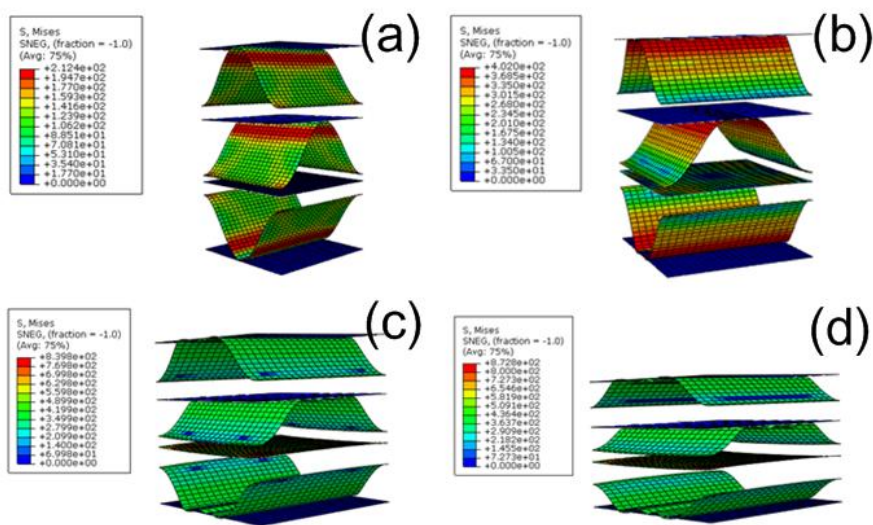 (a)
S, Mises
SNEG, (fraction = -1.0)
(Avg: 75%)
+2.124e+02
+1.947e+02
+1.770e+02
+1.593e+02
+1.416e+02
+1.239e+02
+1.062e+02
+8.851e+01
+7.081e+01
+5.310e+01
+3.540e+01
+1.770e+01
+0.000e+00
(b)
S, Mises
SNEG, (fraction = -1.0)
(Avg: 75%)
+4.020e+02
+3.685e+02
+3.350e+02
+3.015e+02
+2.680e+02
+2.345e+02
+2.010e+02
+1.675e+02
+1.340e+02
+1.005e+02
+6.700e+01
+3.350e+01
+0.000e+00
(c)
S, Mises
SNEG, (fraction = -1.0)
(Avg: 75%)
+8.398e+02
+7.698e+02
+6.998e+02
+6.298e+02
+5.598e+02
+4.899e+02
+4.199e+02
+3.499e+02
+2.799e+02
+2.099e+02
+1.400e+02
+6.998e+01
+0.000e+00
(d)
S, Mises
SNEG, (fraction = -1.0)
(Avg: 75%)
+8.728e+02
+8.000e+02
+7.273e+02
+6.546e+02
+5.819e+02
+5.091e+02
+4.364e+02
+3.637e+02
+2.909e+02
+2.182e+02
+1.455e+02
+7.273e+01
+0.000e+00